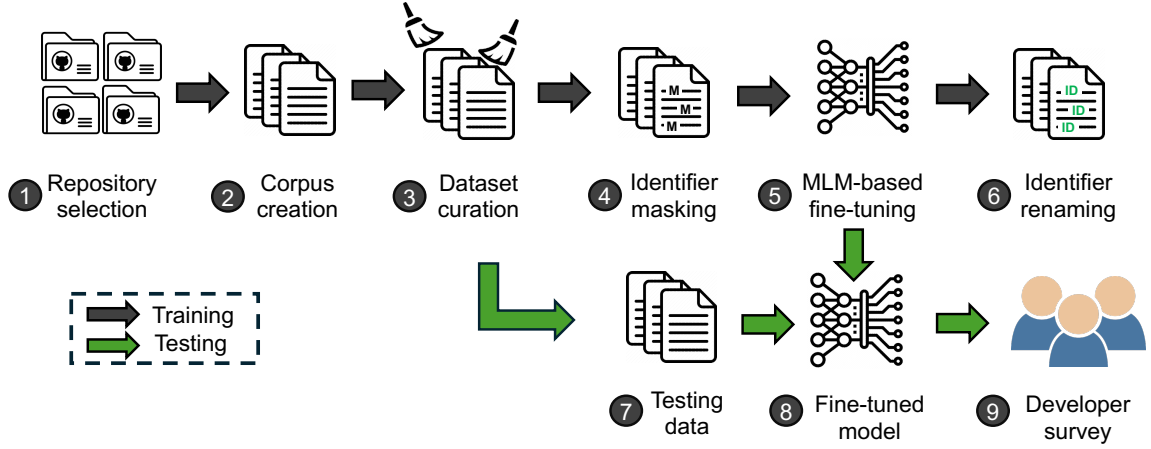 M
M
M
ID
ID
ID
1 Repository
selection
2 Corpus
creation
3 Dataset
curation
4 Identifier
masking
5 MLM-based
fine-tuning
6 Identifier
renaming
Training
Testing
7 Testing
data
8 Fine-tuned
model
9 Developer
survey